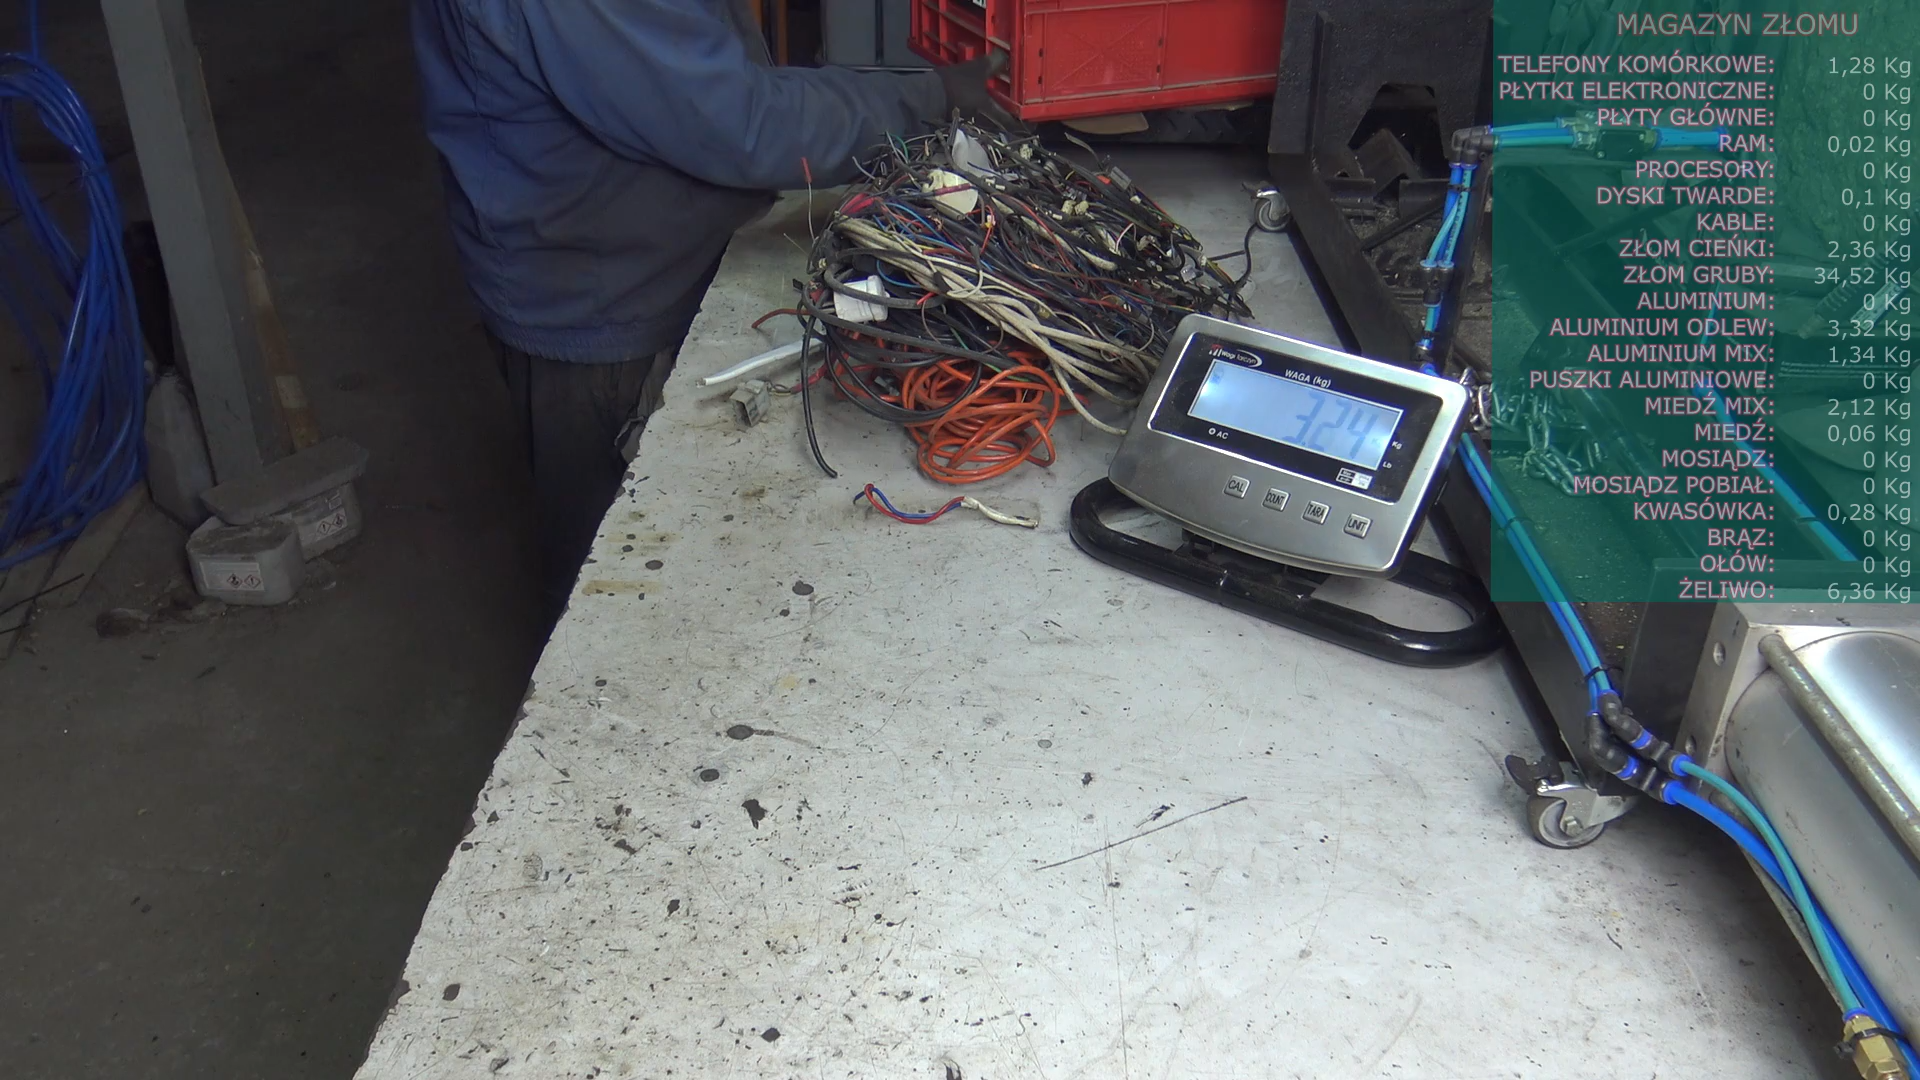 MAGAZYN ZŁOMU
TELEFONY KOMÓRKOWE: 1,28 Kg
PŁYTKI ELEKTRONICZNE: 0 Kg
PŁYTY GŁÓWNE: 0 Kg
RAM: 0,02 Kg
PROCESORY: 0 Kg
DYSKI TWARDE: 0,1 Kg
KABLE: 0 Kg
ZŁOM CIEŃKI: 2,36 Kg
ZŁOM GRUBY: 34,52 Kg
ALUMINIUM: 0 Kg
ALUMINIUM ODLEW: 3,32 Kg
ALUMINIUM MIX: 1,34 Kg
PUSZKI ALUMINIOWE: 0 Kg
MIEDŹ MIX: 2,12 Kg
MIEDŹ: 0,06 Kg
MOSIĄDZ: 0 Kg
MOSIĄDZ POBIAŁ: 0 Kg
KWASÓWKA: 0,28 Kg
BRĄZ: 0 Kg
OŁÓW: 0 Kg
ŻELIWO: 6,36 Kg
WAGA (kg)
3.24
Kg
Lb
AC
CAL
COUNT
TARA
UNIT